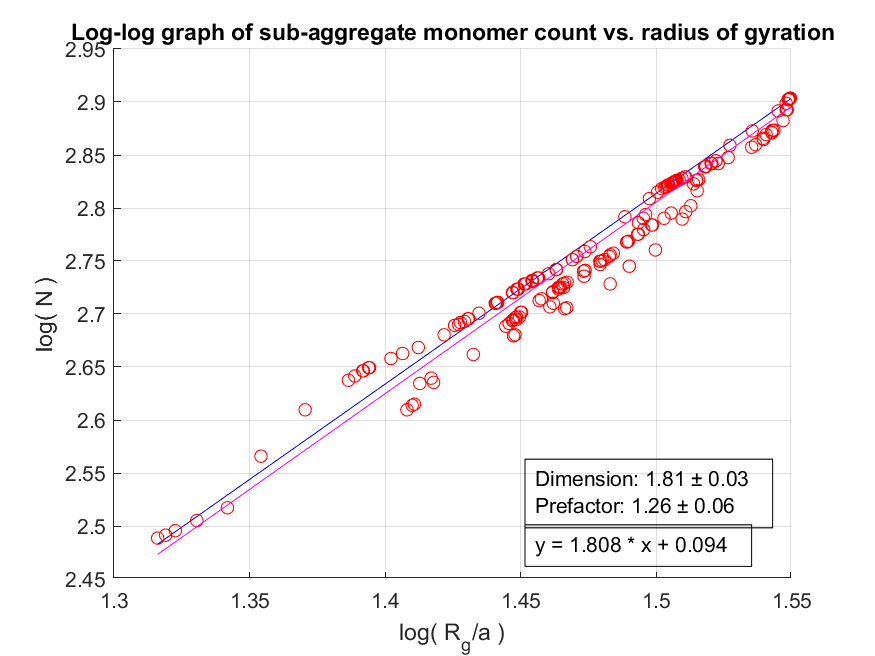 Log-log graph of sub-aggregate monomer count vs. radius of gyration
2.95
2.9
2.85
2.8
2.75
2.7
2.65
2.6
2.55
2.5
2.45
log( N )
Dimension: 1.81 ± 0.03
Prefactor: 1.26 ± 0.06
y = 1.808 * x + 0.094
1.3 1.35 1.4 1.45 1.5 1.55
log( R_g/a )